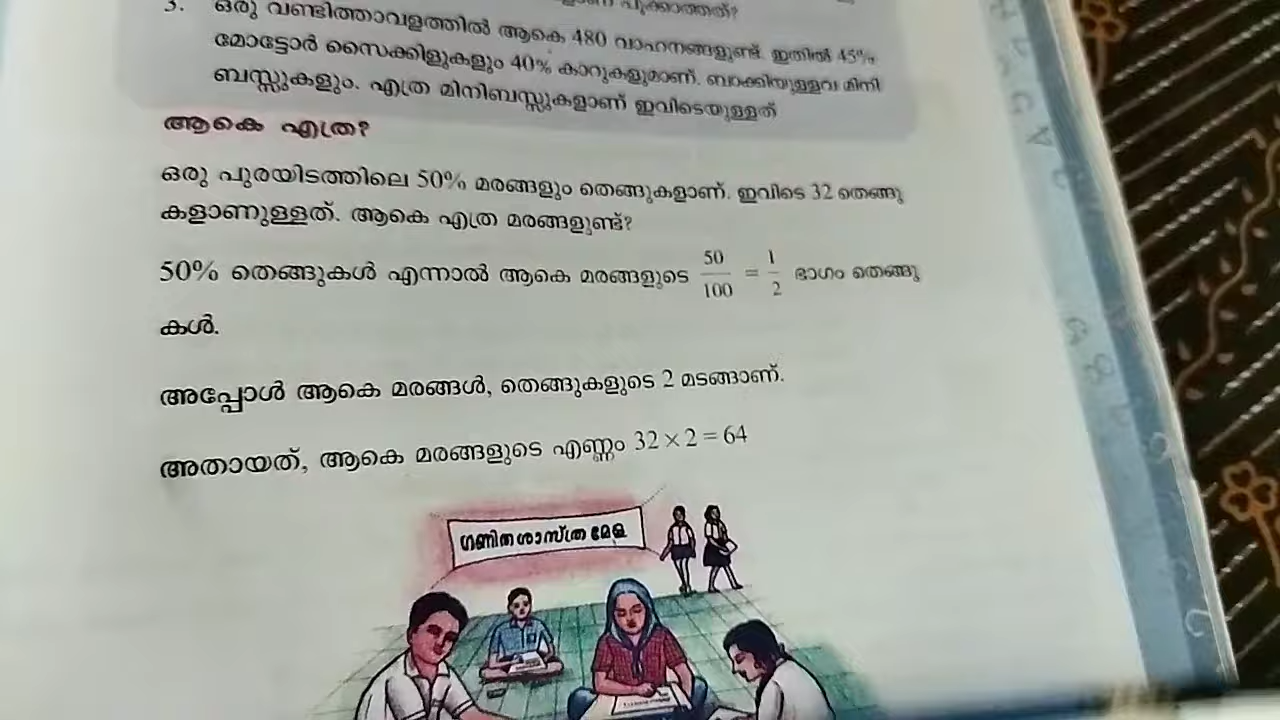 പൂക്കാത്തത്?
3. ഒരു വണ്ടിത്താവളത്തിൽ ആകെ 480 വാഹനങ്ങളുണ്ട്. ഇതിൽ 45%
മോട്ടോർ സൈക്കിളുകളും 40% കാറുകളുമാണ്. ബാക്കിയുള്ളവ മിനി
ബസ്സുകളും. എത്ര മിനിബസ്സുകളാണ് ഇവിടെയുള്ളത്
ആകെ എത്ര?
ഒരു പുരയിടത്തിലെ 50% മരങ്ങളും തെങ്ങുകളാണ്. ഇവിടെ 32 തെങ്ങു
കളാണുള്ളത്. ആകെ എത്ര മരങ്ങളുണ്ട്?
50% തെങ്ങുകൾ എന്നാൽ ആകെ മരങ്ങളുടെ 50/100 = 1/2 ഭാഗം തെങ്ങു
കൾ.
അപ്പോൾ ആകെ മരങ്ങൾ, തെങ്ങുകളുടെ 2 മടങ്ങാണ്.
അതായത്, ആകെ മരങ്ങളുടെ എണ്ണം 32 × 2 = 64
ഗണിതശാസ്ത്ര മേള